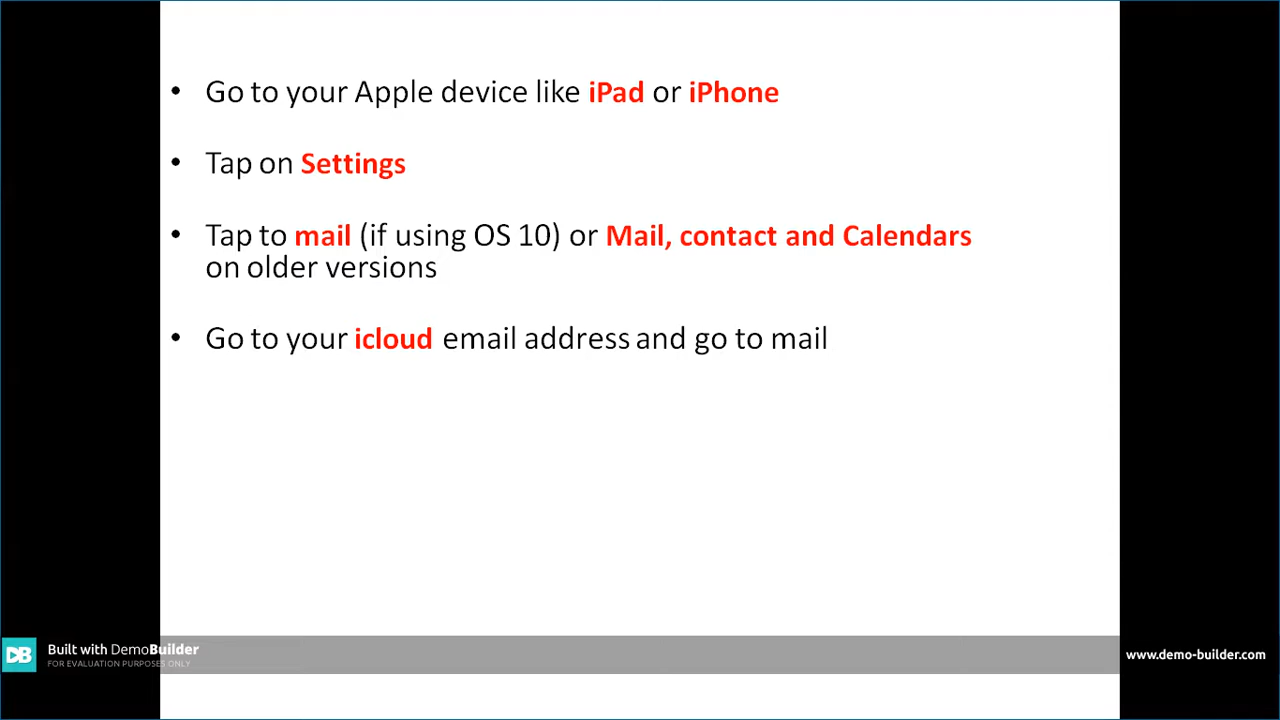 • Go to your Apple device like iPad or iPhone
• Tap on Settings
• Tap to mail (if using OS 10) or Mail, contact and Calendars
on older versions
• Go to your icloud email address and go to mail
DB Built with DemoBuilder
FOR EVALUATION PURPOSES ONLY
www.demo-builder.com